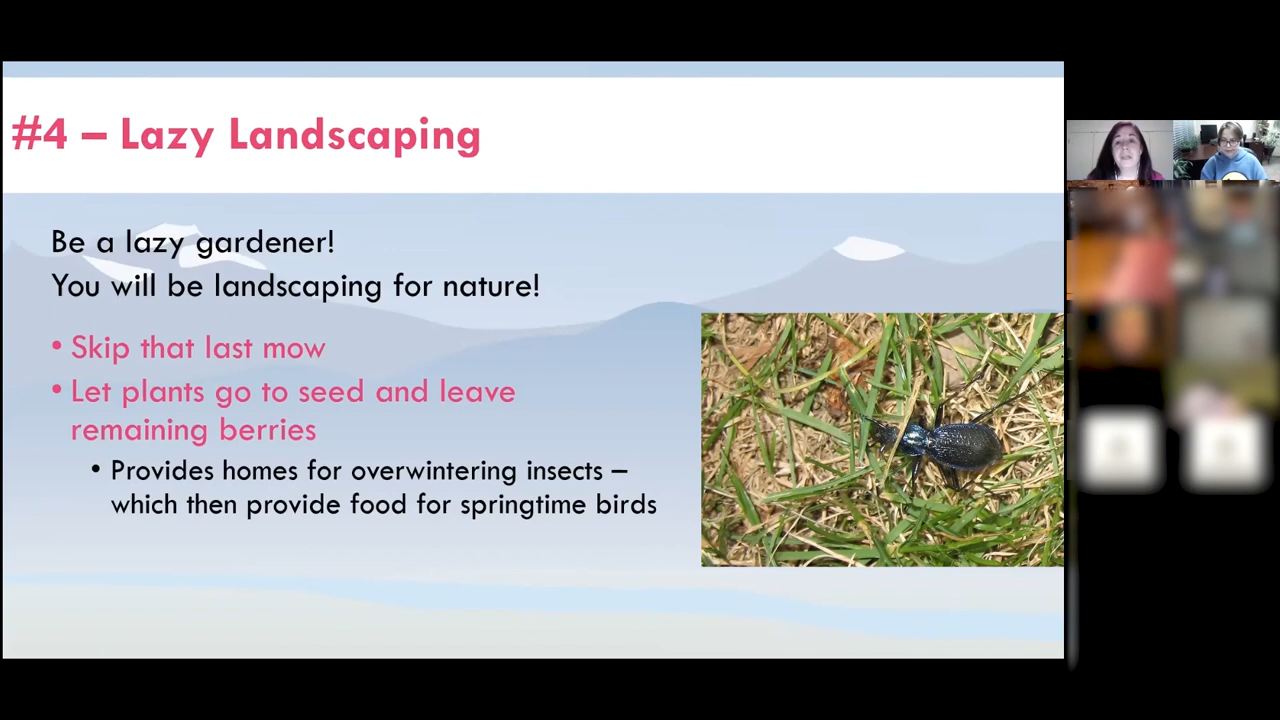 #4 – Lazy Landscaping
Be a lazy gardener!
You will be landscaping for nature!
• Skip that last mow
• Let plants go to seed and leave
remaining berries
• Provides homes for overwintering insects –
which then provide food for springtime birds